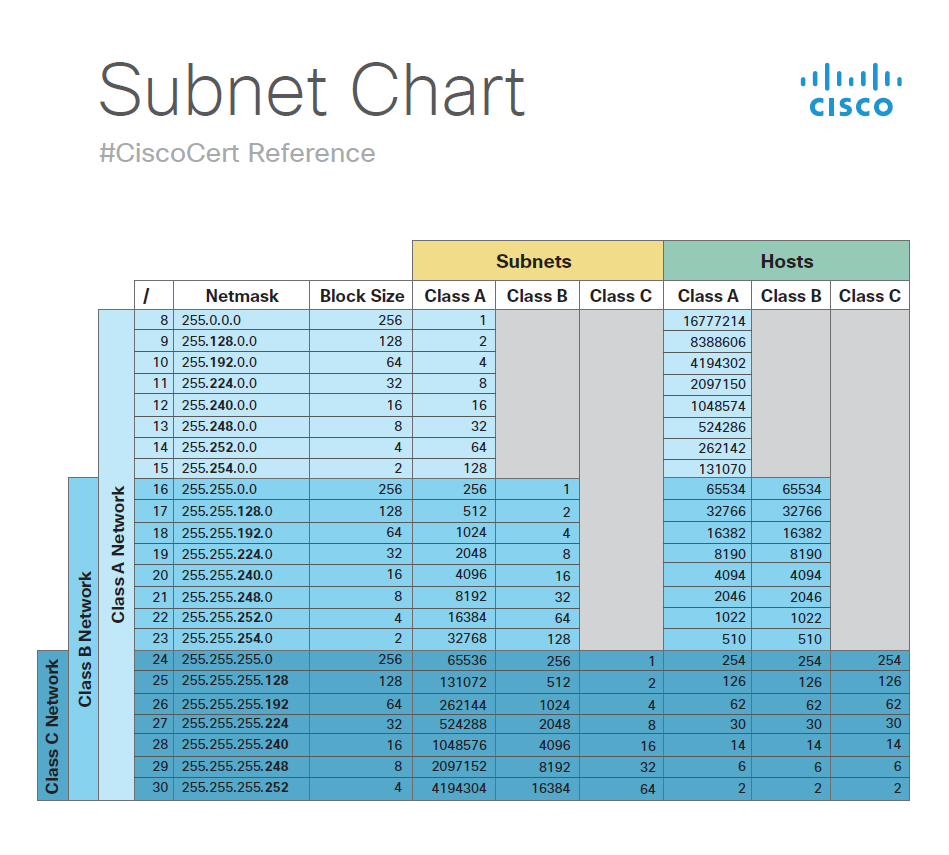 Subnet Chart
CISCO
#CiscoCert Reference
Subnets Hosts
/ Netmask Block Size Class A Class B Class C Class A Class B Class C
8 255.0.0.0 256 1 16777214
9 255.128.0.0 128 2 8388606
10 255.192.0.0 64 4 4194302
11 255.224.0.0 32 8 2097150
12 255.240.0.0 16 16 1048574
13 255.248.0.0 8 32 524286
14 255.252.0.0 4 64 262142
15 255.254.0.0 2 128 131070
16 255.255.0.0 256 256 1 65534 65534
17 255.255.128.0 128 512 2 32766 32766
18 255.255.192.0 64 1024 4 16382 16382
19 255.255.224.0 32 2048 8 8190 8190
20 255.255.240.0 16 4096 16 4094 4094
21 255.255.248.0 8 8192 32 2046 2046
22 255.255.252.0 4 16384 64 1022 1022
23 255.255.254.0 2 32768 128 510 510
24 255.255.255.0 256 65536 256 1 254 254 254
25 255.255.255.128 128 131072 512 2 126 126 126
26 255.255.255.192 64 262144 1024 4 62 62 62
27 255.255.255.224 32 524288 2048 8 30 30 30
28 255.255.255.240 16 1048576 4096 16 14 14 14
29 255.255.255.248 8 2097152 8192 32 6 6 6
30 255.255.255.252 4 4194304 16384 64 2 2 2
Class C Network
Class B Network
Class A Network